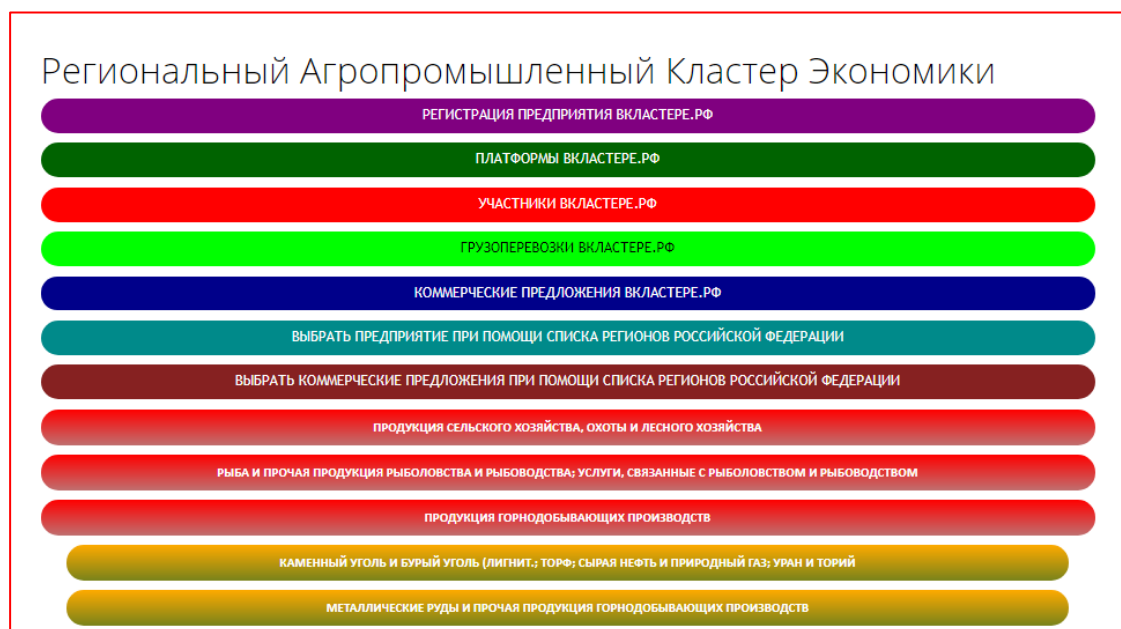 Региональный Агропромышленный Кластер Экономики
РЕГИСТРАЦИЯ ПРЕДПРИЯТИЯ ВКЛАСТЕРЕ.РФ
ПЛАТФОРМЫ ВКЛАСТЕРЕ.РФ
УЧАСТНИКИ ВКЛАСТЕРЕ.РФ
ГРУЗОПЕРЕВОЗКИ ВКЛАСТЕРЕ.РФ
КОММЕРЧЕСКИЕ ПРЕДЛОЖЕНИЯ ВКЛАСТЕРЕ.РФ
ВЫБРАТЬ ПРЕДПРИЯТИЕ ПРИ ПОМОЩИ СПИСКА РЕГИОНОВ РОССИЙСКОЙ ФЕДЕРАЦИИ
ВЫБРАТЬ КОММЕРЧЕСКИЕ ПРЕДЛОЖЕНИЯ ПРИ ПОМОЩИ СПИСКА РЕГИОНОВ РОССИЙСКОЙ ФЕДЕРАЦИИ
ПРОДУКЦИЯ СЕЛЬСКОГО ХОЗЯЙСТВА, ОХОТЫ И ЛЕСНОГО ХОЗЯЙСТВА
РЫБА И ПРОЧАЯ ПРОДУКЦИЯ РЫБОЛОВСТВА И РЫБОВОДСТВА; УСЛУГИ, СВЯЗАННЫЕ С РЫБОЛОВСТВОМ И РЫБОВОДСТВОМ
ПРОДУКЦИЯ ГОРНОДОБЫВАЮЩИХ ПРОИЗВОДСТВ
КАМЕННЫЙ УГОЛЬ И БУРЫЙ УГОЛЬ (ЛИГНИТ.; ТОРФ; СЫРАЯ НЕФТЬ И ПРИРОДНЫЙ ГАЗ; УРАН И ТОРИЙ
МЕТАЛЛИЧЕСКИЕ РУДЫ И ПРОЧАЯ ПРОДУКЦИЯ ГОРНОДОБЫВАЮЩИХ ПРОИЗВОДСТВ